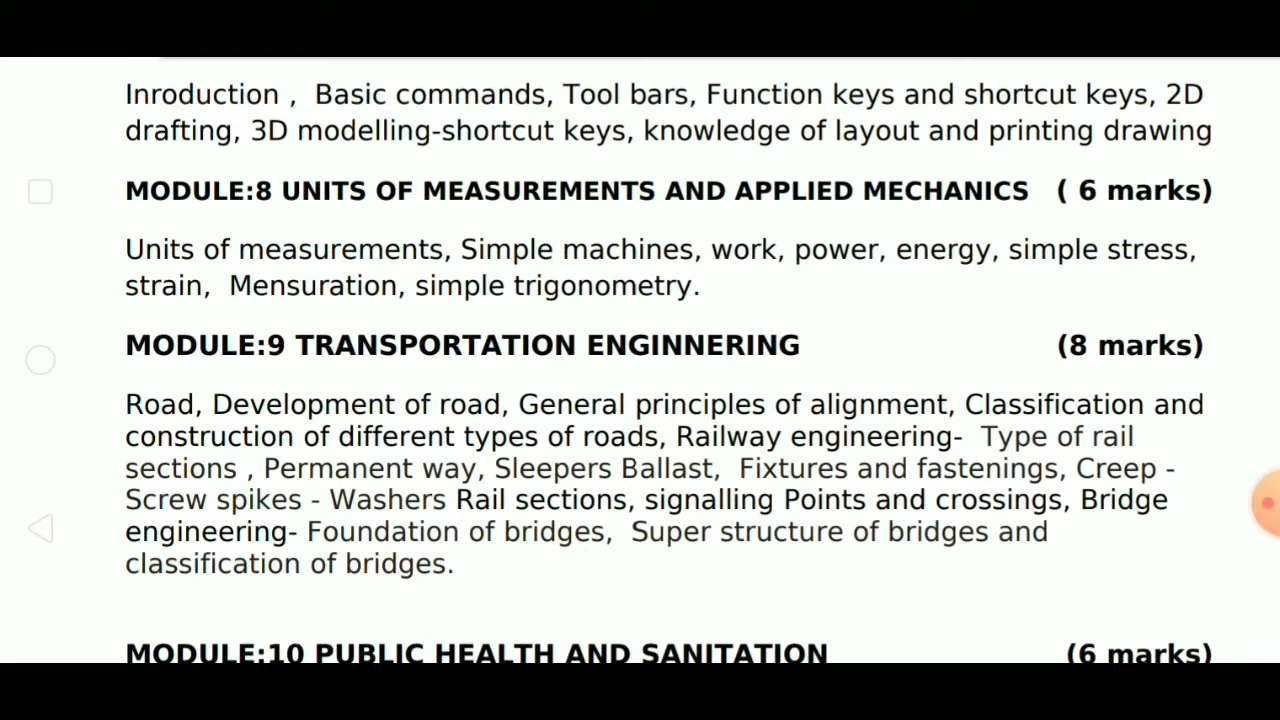 Inroduction ,  Basic commands, Tool bars, Function keys and shortcut keys, 2D
drafting, 3D modelling-shortcut keys, knowledge of layout and printing drawing
MODULE:8 UNITS OF MEASUREMENTS AND APPLIED MECHANICS   ( 6 marks)
Units of measurements, Simple machines, work, power, energy, simple stress,
strain,  Mensuration, simple trigonometry.
MODULE:9 TRANSPORTATION ENGINNERING (8 marks)
Road, Development of road, General principles of alignment, Classification and
construction of different types of roads, Railway engineering-  Type of rail
sections , Permanent way, Sleepers Ballast,  Fixtures and fastenings, Creep -
Screw spikes - Washers Rail sections, signalling Points and crossings, Bridge
engineering- Foundation of bridges,  Super structure of bridges and
classification of bridges.
MODULE:10 PUBLIC HEALTH AND SANITATION (6 marks)